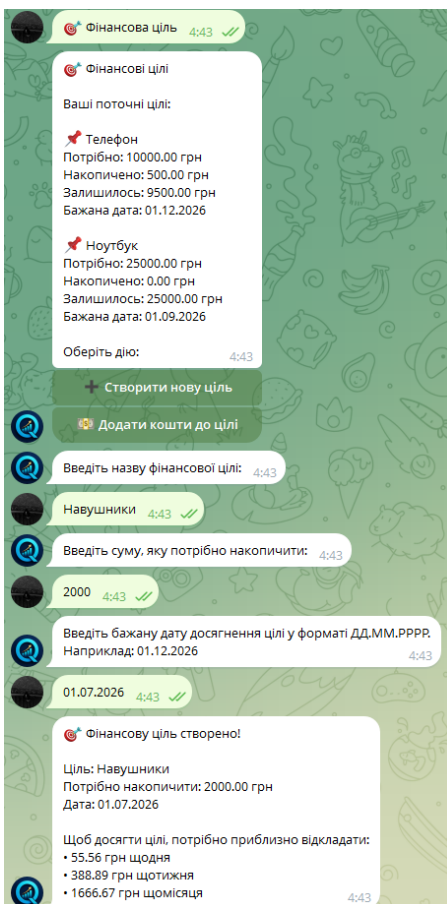 🎯 Фінансова ціль 4:43
🎯 Фінансові цілі
Ваші поточні цілі:
📌 Телефон
Потрібно: 10000.00 грн
Накопичено: 500.00 грн
Залишилось: 9500.00 грн
Бажана дата: 01.12.2026
📌 Ноутбук
Потрібно: 25000.00 грн
Накопичено: 0.00 грн
Залишилось: 25000.00 грн
Бажана дата: 01.09.2026
Оберіть дію: 4:43
➕ Створити нову ціль
💵 Додати кошти до цілі
Введіть назву фінансової цілі: 4:43
Навушники 4:43
Введіть суму, яку потрібно накопичити: 4:43
2000 4:43
Введіть бажану дату досягнення цілі у форматі ДД.ММ.РРРР.
Наприклад: 01.12.2026 4:43
01.07.2026 4:43
🎯 Фінансову ціль створено!
Ціль: Навушники
Потрібно накопичити: 2000.00 грн
Дата: 01.07.2026
Щоб досягти цілі, потрібно приблизно відкладати:
• 55.56 грн щодня
• 388.89 грн щотижня
• 1666.67 грн щомісяця 4:43